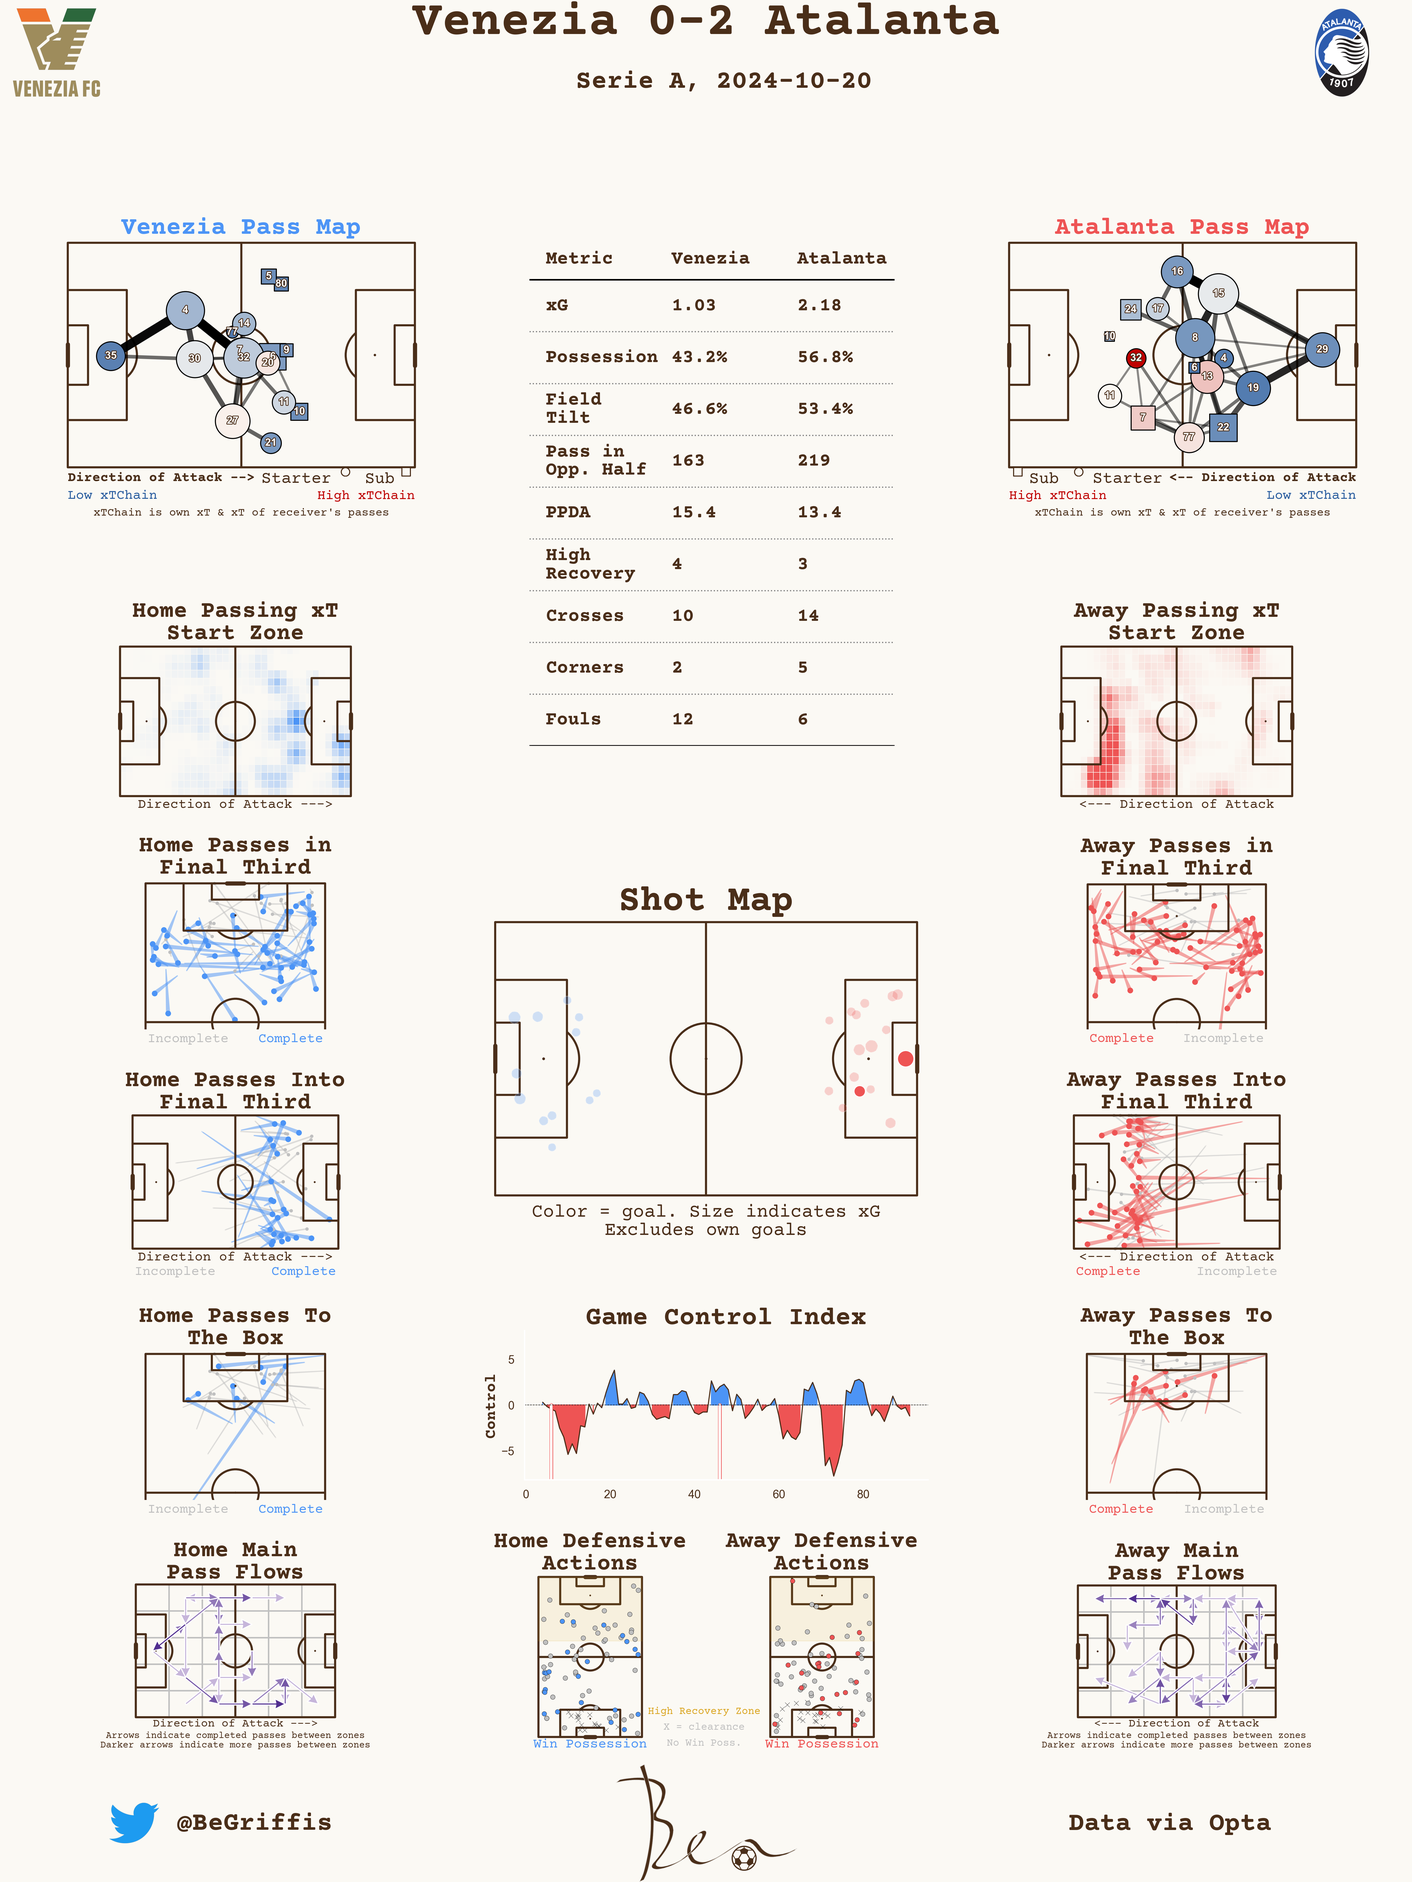 Venezia 0-2 Atalanta
Serie A, 2024-10-20
VENEZIA FC
ATALANTA
1907
Venezia Pass Map
5
80
4
14
77
7
35
30
32
6
9
20
11
10
27
21
Direction of Attack --> Starter Sub
Low xTChain High xTChain
xTChain is own xT & xT of receiver's passes
Metric Venezia Atalanta
xG 1.03 2.18
Possession 43.2% 56.8%
Field Tilt 46.6% 53.4%
Pass in Opp. Half 163 219
PPDA 15.4 13.4
High Recovery 4 3
Crosses 10 14
Corners 2 5
Fouls 12 6
Atalanta Pass Map
16
15
24
17
10
8
32
4
29
6
13
11
19
7
22
77
Sub Starter <-- Direction of Attack
High xTChain Low xTChain
xTChain is own xT & xT of receiver's passes
Home Passing xT
Start Zone
Direction of Attack --->
Away Passing xT
Start Zone
<--- Direction of Attack
Home Passes in
Final Third
Incomplete Complete
Away Passes in
Final Third
Complete Incomplete
Shot Map
Color = goal. Size indicates xG
Excludes own goals
Home Passes Into
Final Third
Direction of Attack --->
Incomplete Complete
Away Passes Into
Final Third
<--- Direction of Attack
Complete Incomplete
Home Passes To
The Box
Incomplete Complete
Game Control Index
Control
5
0
−5
0 20 40 60 80
Away Passes To
The Box
Complete Incomplete
Home Main
Pass Flows
Direction of Attack --->
Arrows indicate completed passes between zones
Darker arrows indicate more passes between zones
Home Defensive
Actions
Win Possession
High Recovery Zone
X = clearance
No Win Poss.
Away Defensive
Actions
Win Possession
Away Main
Pass Flows
<--- Direction of Attack
Arrows indicate completed passes between zones
Darker arrows indicate more passes between zones
@BeGriffis
Ben
Data via Opta